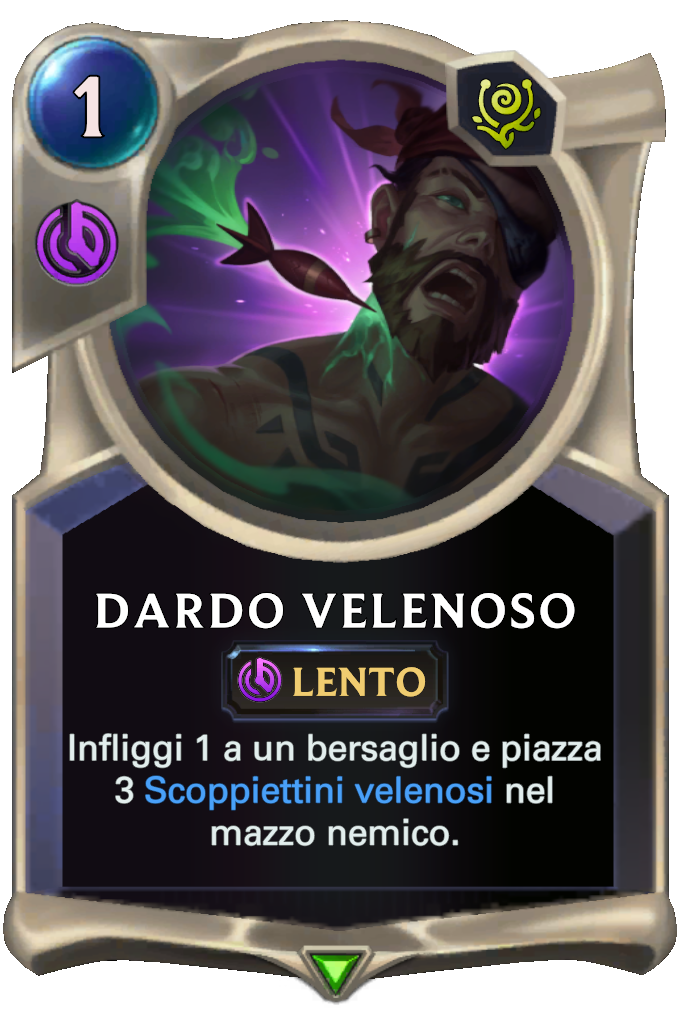 1
DARDO VELENOSO
LENTO
Infliggi 1 a un bersaglio e piazza
3 Scoppiettini velenosi nel
mazzo nemico.